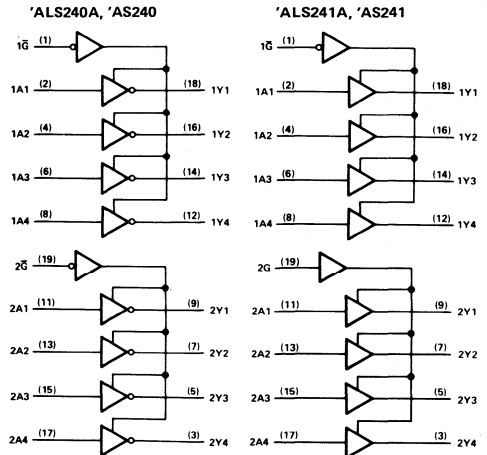 'ALS240A, 'AS240
1G̅ (1)
1A1 (2) (18) 1Y1
1A2 (4) (16) 1Y2
1A3 (6) (14) 1Y3
1A4 (8) (12) 1Y4
2G̅ (19)
2A1 (11) (9) 2Y1
2A2 (13) (7) 2Y2
2A3 (15) (5) 2Y3
2A4 (17) (3) 2Y4
'ALS241A, 'AS241
1G̅ (1)
1A1 (2) (18) 1Y1
1A2 (4) (16) 1Y2
1A3 (6) (14) 1Y3
1A4 (8) (12) 1Y4
2G (19)
2A1 (11) (9) 2Y1
2A2 (13) (7) 2Y2
2A3 (15) (5) 2Y3
2A4 (17) (3) 2Y4